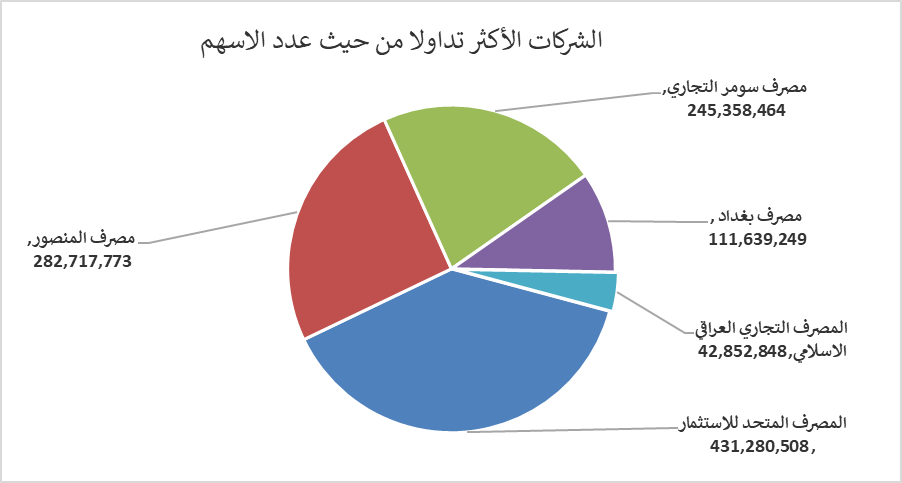 الشركات الأكثر تداولا من حيث عدد الاسهم
مصرف سومر التجاري,
245,358,464
مصرف بغداد ,
111,639,249
مصرف المنصور,
282,717,773
المصرف التجاري العراقي
الاسلامي, 42,852,848
المصرف المتحد للاستثمار
, 431,280,508